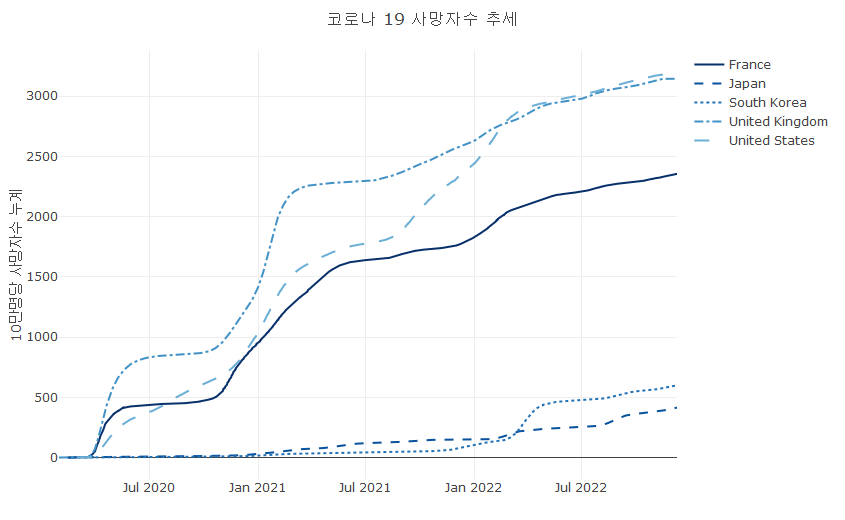 코로나 19 사망자수 추세
10만명당 사망자수 누계
3000
2500
2000
1500
1000
500
0
Jul 2020
Jan 2021
Jul 2021
Jan 2022
Jul 2022
France
Japan
South Korea
United Kingdom
United States